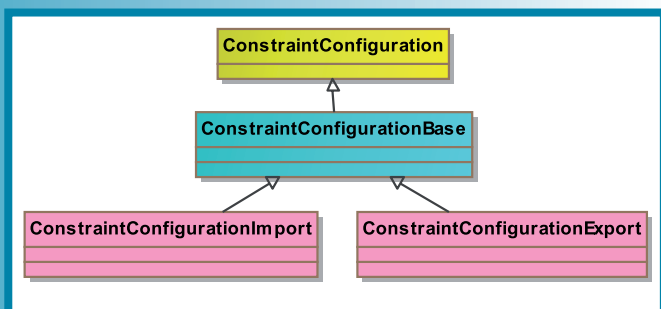 ConstraintConfiguration
ConstraintConfigurationBase
ConstraintConfigurationImport
ConstraintConfigurationExport